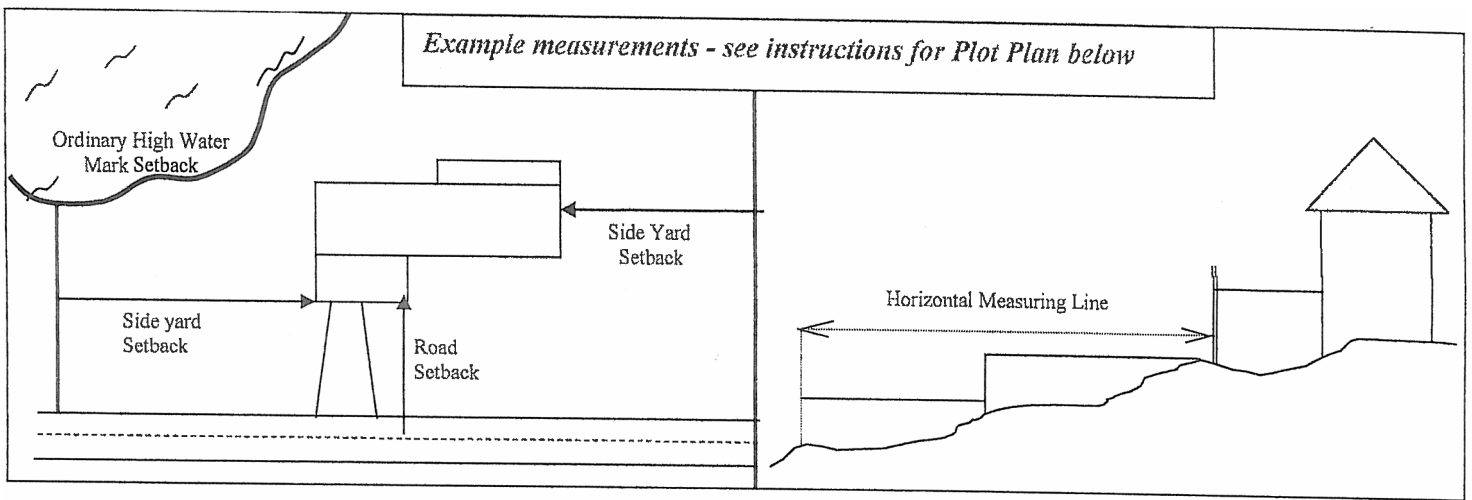 Example measurements - see instructions for Plot Plan below
Ordinary High Water
Mark Setback
Side Yard
Setback
Side yard
Setback
Road
Setback
Horizontal Measuring Line